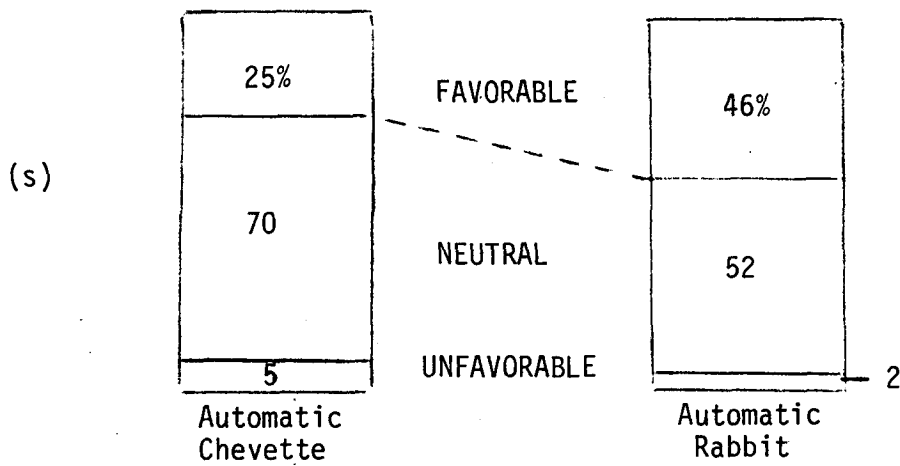 25%
FAVORABLE
46%
(s)
70
NEUTRAL
52
UNFAVORABLE
5
2
Automatic
Chevette
Automatic
Rabbit